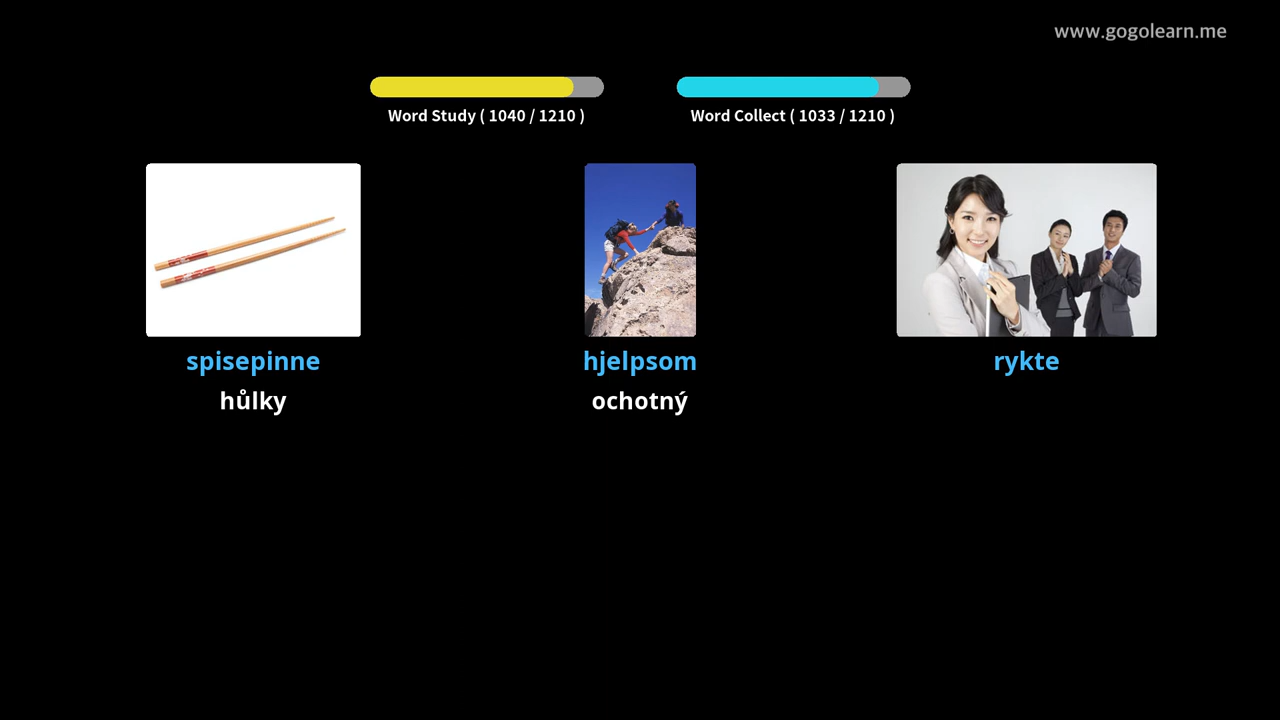 www.gogolearn.me
Word Study ( 1040 / 1210 )
Word Collect ( 1033 / 1210 )
spisepinne
hůlky
hjelpsom
ochotný
rykte